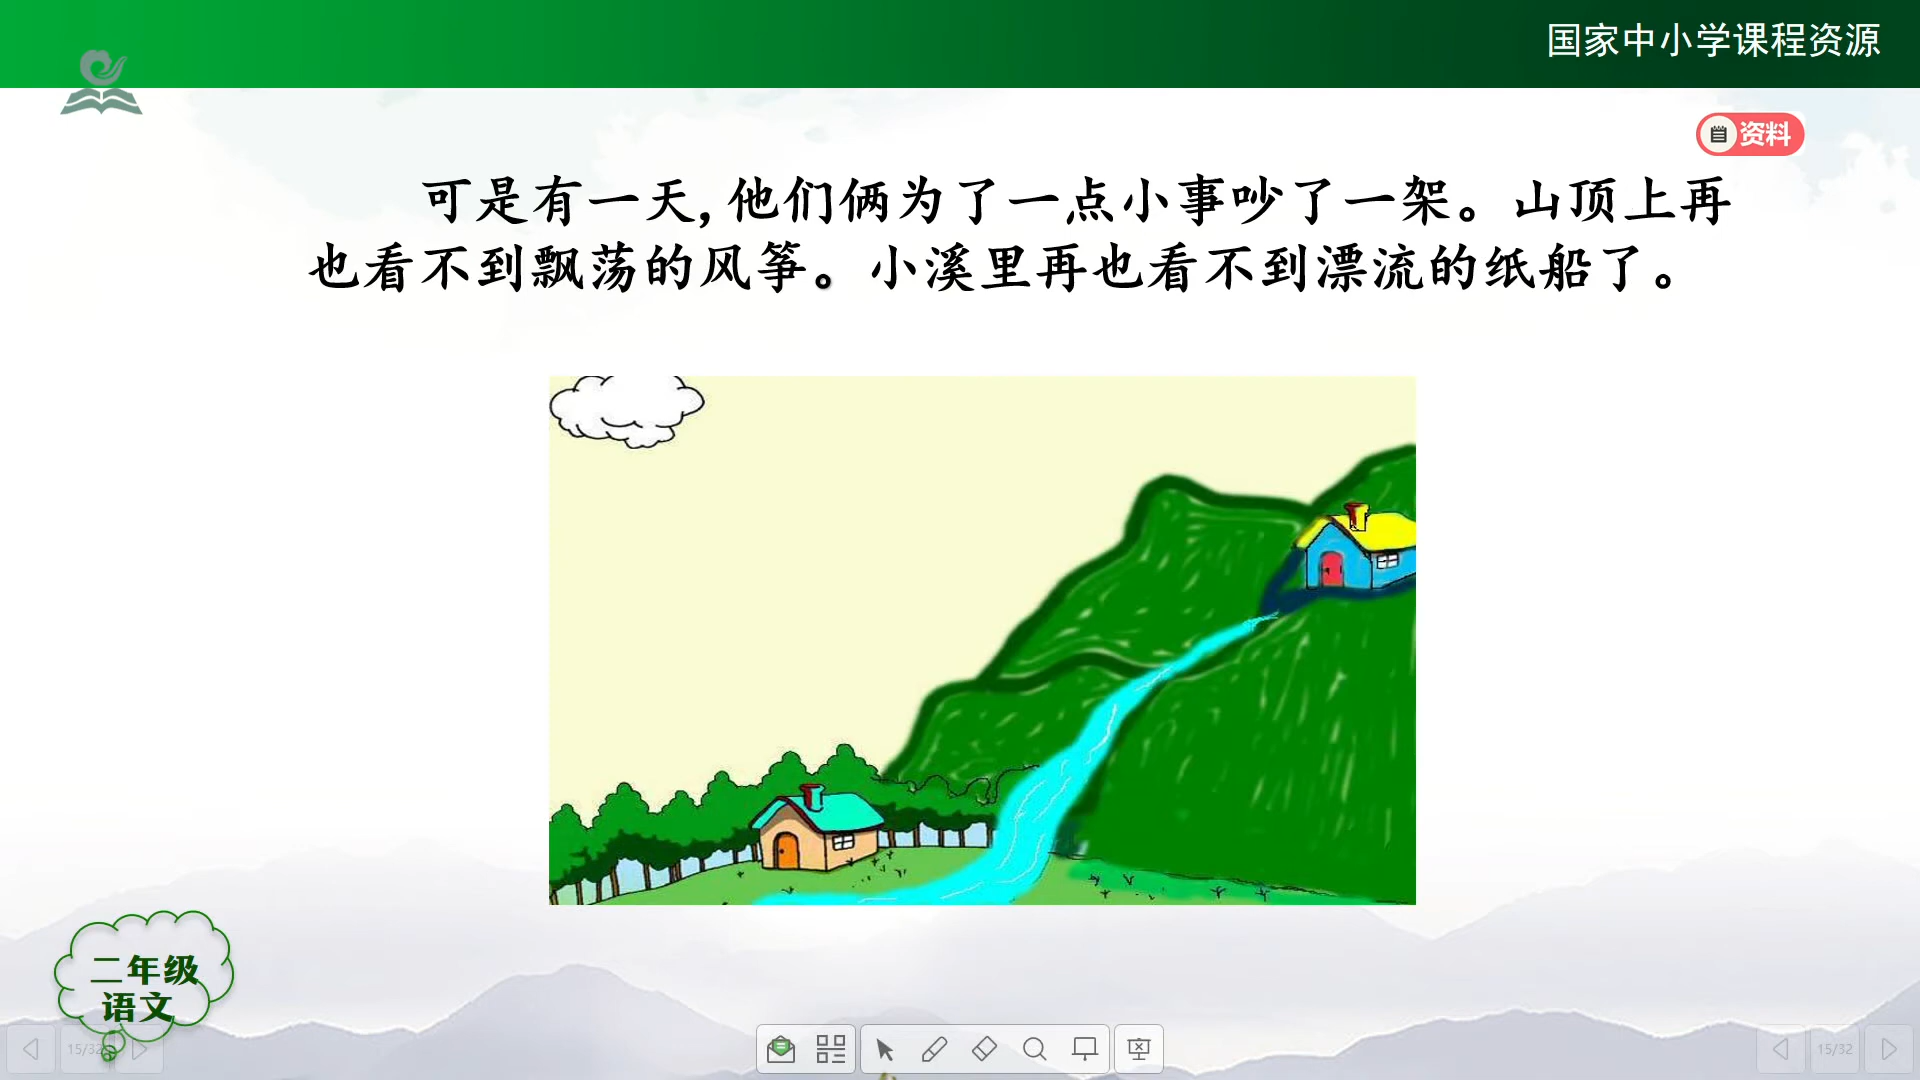 国家中小学课程资源
资料
可是有一天,他们俩为了一点小事吵了一架。山顶上再
也看不到飘荡的风筝。小溪里再也看不到漂流的纸船了。
二年级
语文
15/32
15/32